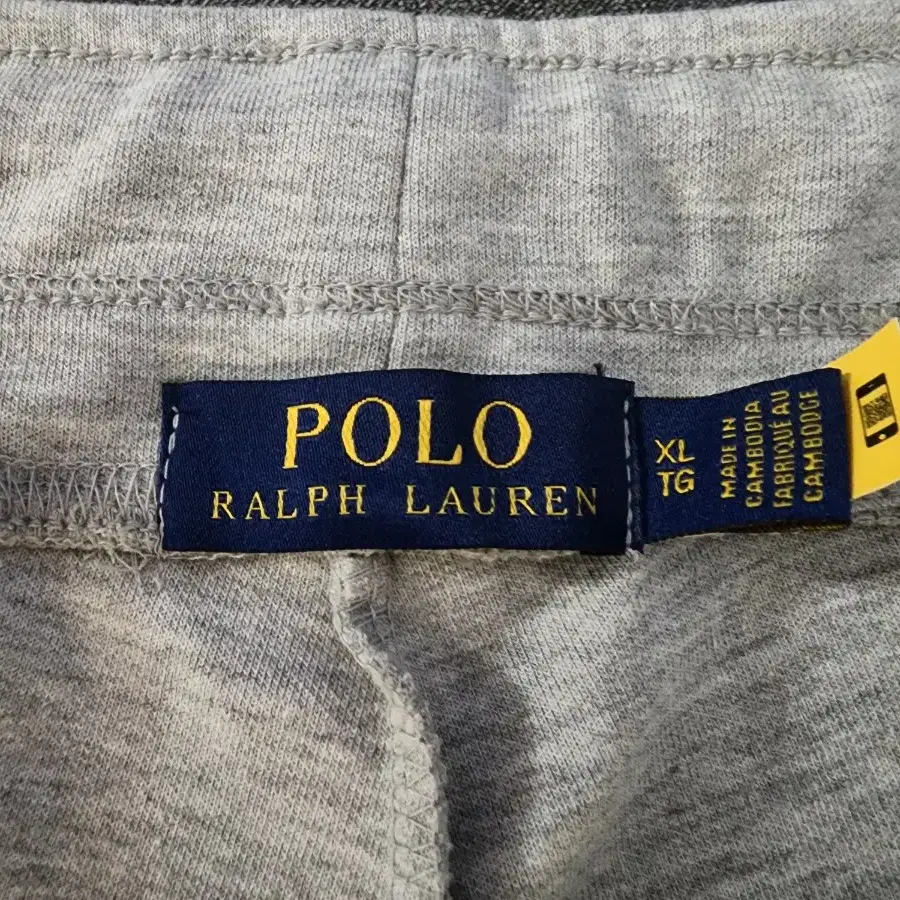 POLO
RALPH LAUREN
XL
TG
MADE IN
CAMBODIA
FABRIQUÉ AU
CAMBODGE